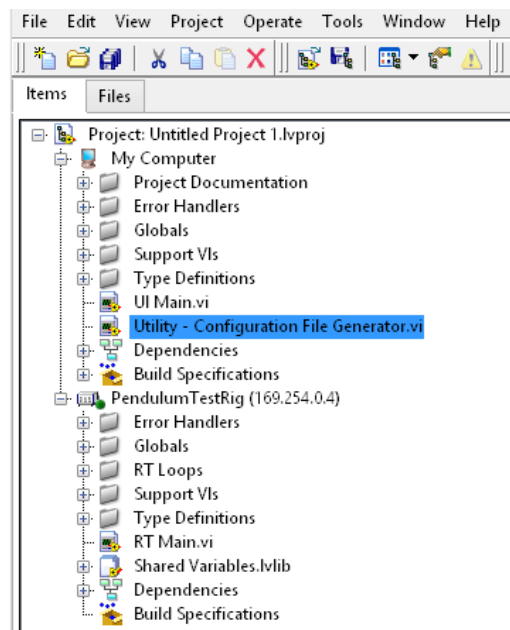 File Edit View Project Operate Tools Window Help
Items Files
Project: Untitled Project 1.lvproj
My Computer
Project Documentation
Error Handlers
Globals
Support VIs
Type Definitions
UI Main.vi
Utility - Configuration File Generator.vi
Dependencies
Build Specifications
PendulumTestRig (169.254.0.4)
Error Handlers
Globals
RT Loops
Support VIs
Type Definitions
RT Main.vi
Shared Variables.lvlib
Dependencies
Build Specifications